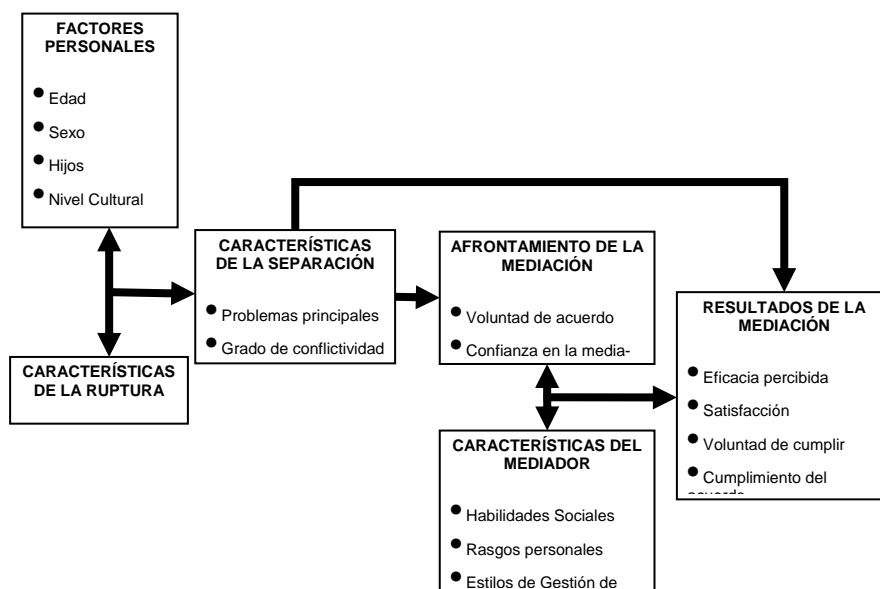 FACTORES
PERSONALES
● Edad
● Sexo
● Hijos
● Nivel Cultural
CARACTERÍSTICAS
DE LA SEPARACIÓN
● Problemas principales
● Grado de conflictividad
CARACTERÍSTICAS
DE LA RUPTURA
AFRONTAMIENTO DE LA
MEDIACIÓN
● Voluntad de acuerdo
● Confianza en la media-
CARACTERÍSTICAS DEL
MEDIADOR
● Habilidades Sociales
● Rasgos personales
● Estilos de Gestión de
RESULTADOS DE LA
MEDIACIÓN
● Eficacia percibida
● Satisfacción
● Voluntad de cumplir
● Cumplimiento del